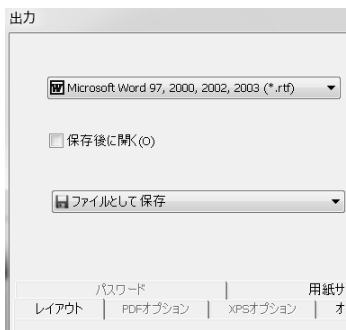 出力
Microsoft Word 97, 2000, 2002, 2003 (*.rtf)
保存後に開く(O)
ファイルとして保存
パスワード
用紙サ
レイアウト
PDFオプション
XPSオプション
オ